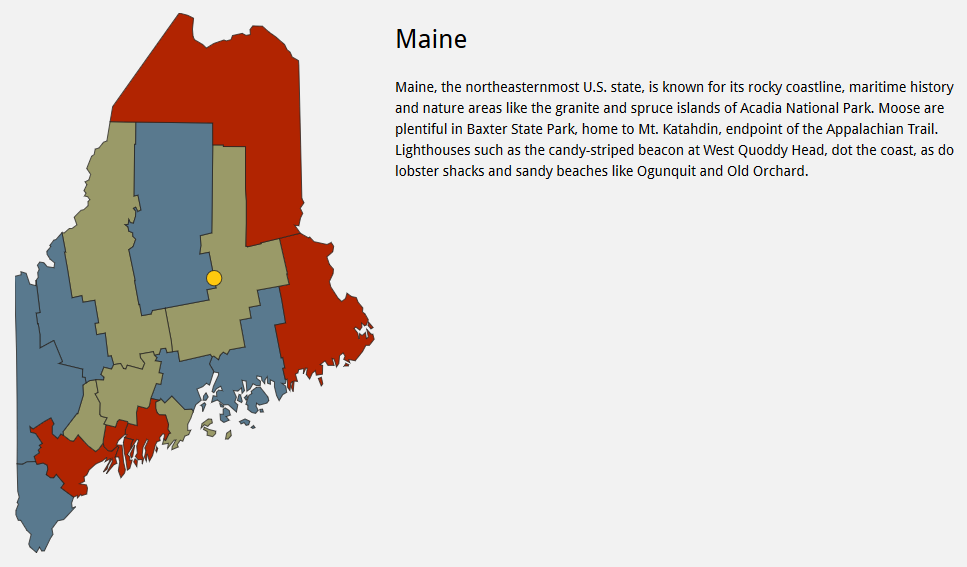 Maine
Maine, the northeasternmost U.S. state, is known for its rocky coastline, maritime history
and nature areas like the granite and spruce islands of Acadia National Park. Moose are
plentiful in Baxter State Park, home to Mt. Katahdin, endpoint of the Appalachian Trail.
Lighthouses such as the candy-striped beacon at West Quoddy Head, dot the coast, as do
lobster shacks and sandy beaches like Ogunquit and Old Orchard.